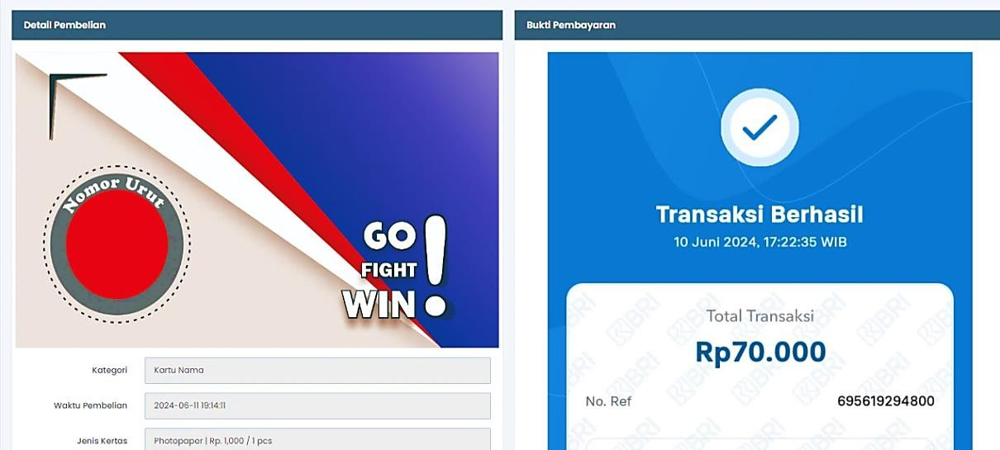 Detail Pembelian
Nomor Urut
GO
FIGHT
WIN!
Kategori
Kartu Nama
Waktu Pembelian
2024-06-11 19:14:11
Jenis Kertas
Photopaper | Rp. 1,000 / 1 pcs
Bukti Pembayaran
Transaksi Berhasil
10 Juni 2024, 17:22:35 WIB
Total Transaksi
Rp70.000
No. Ref
695619294800
BRI